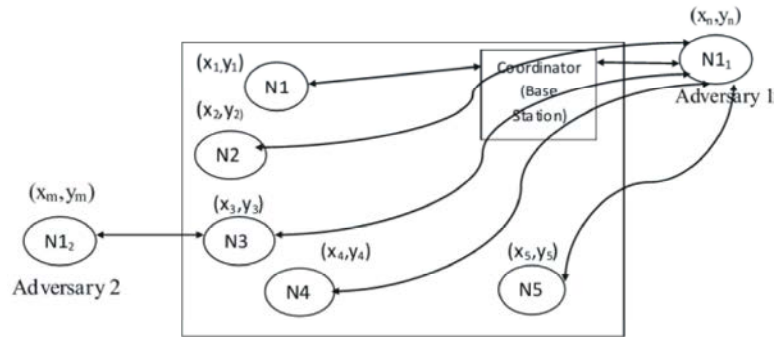 (xₙ,yₙ)
N1₁
Adversary 1
(x₁,y₁)
N1
Coordinator
(Base
Station)
(x₂,y₂)
N2
(xₘ,yₘ)
N1₂
Adversary 2
(x₃,y₃)
N3
(x₄,y₄)
N4
(x₅,y₅)
N5